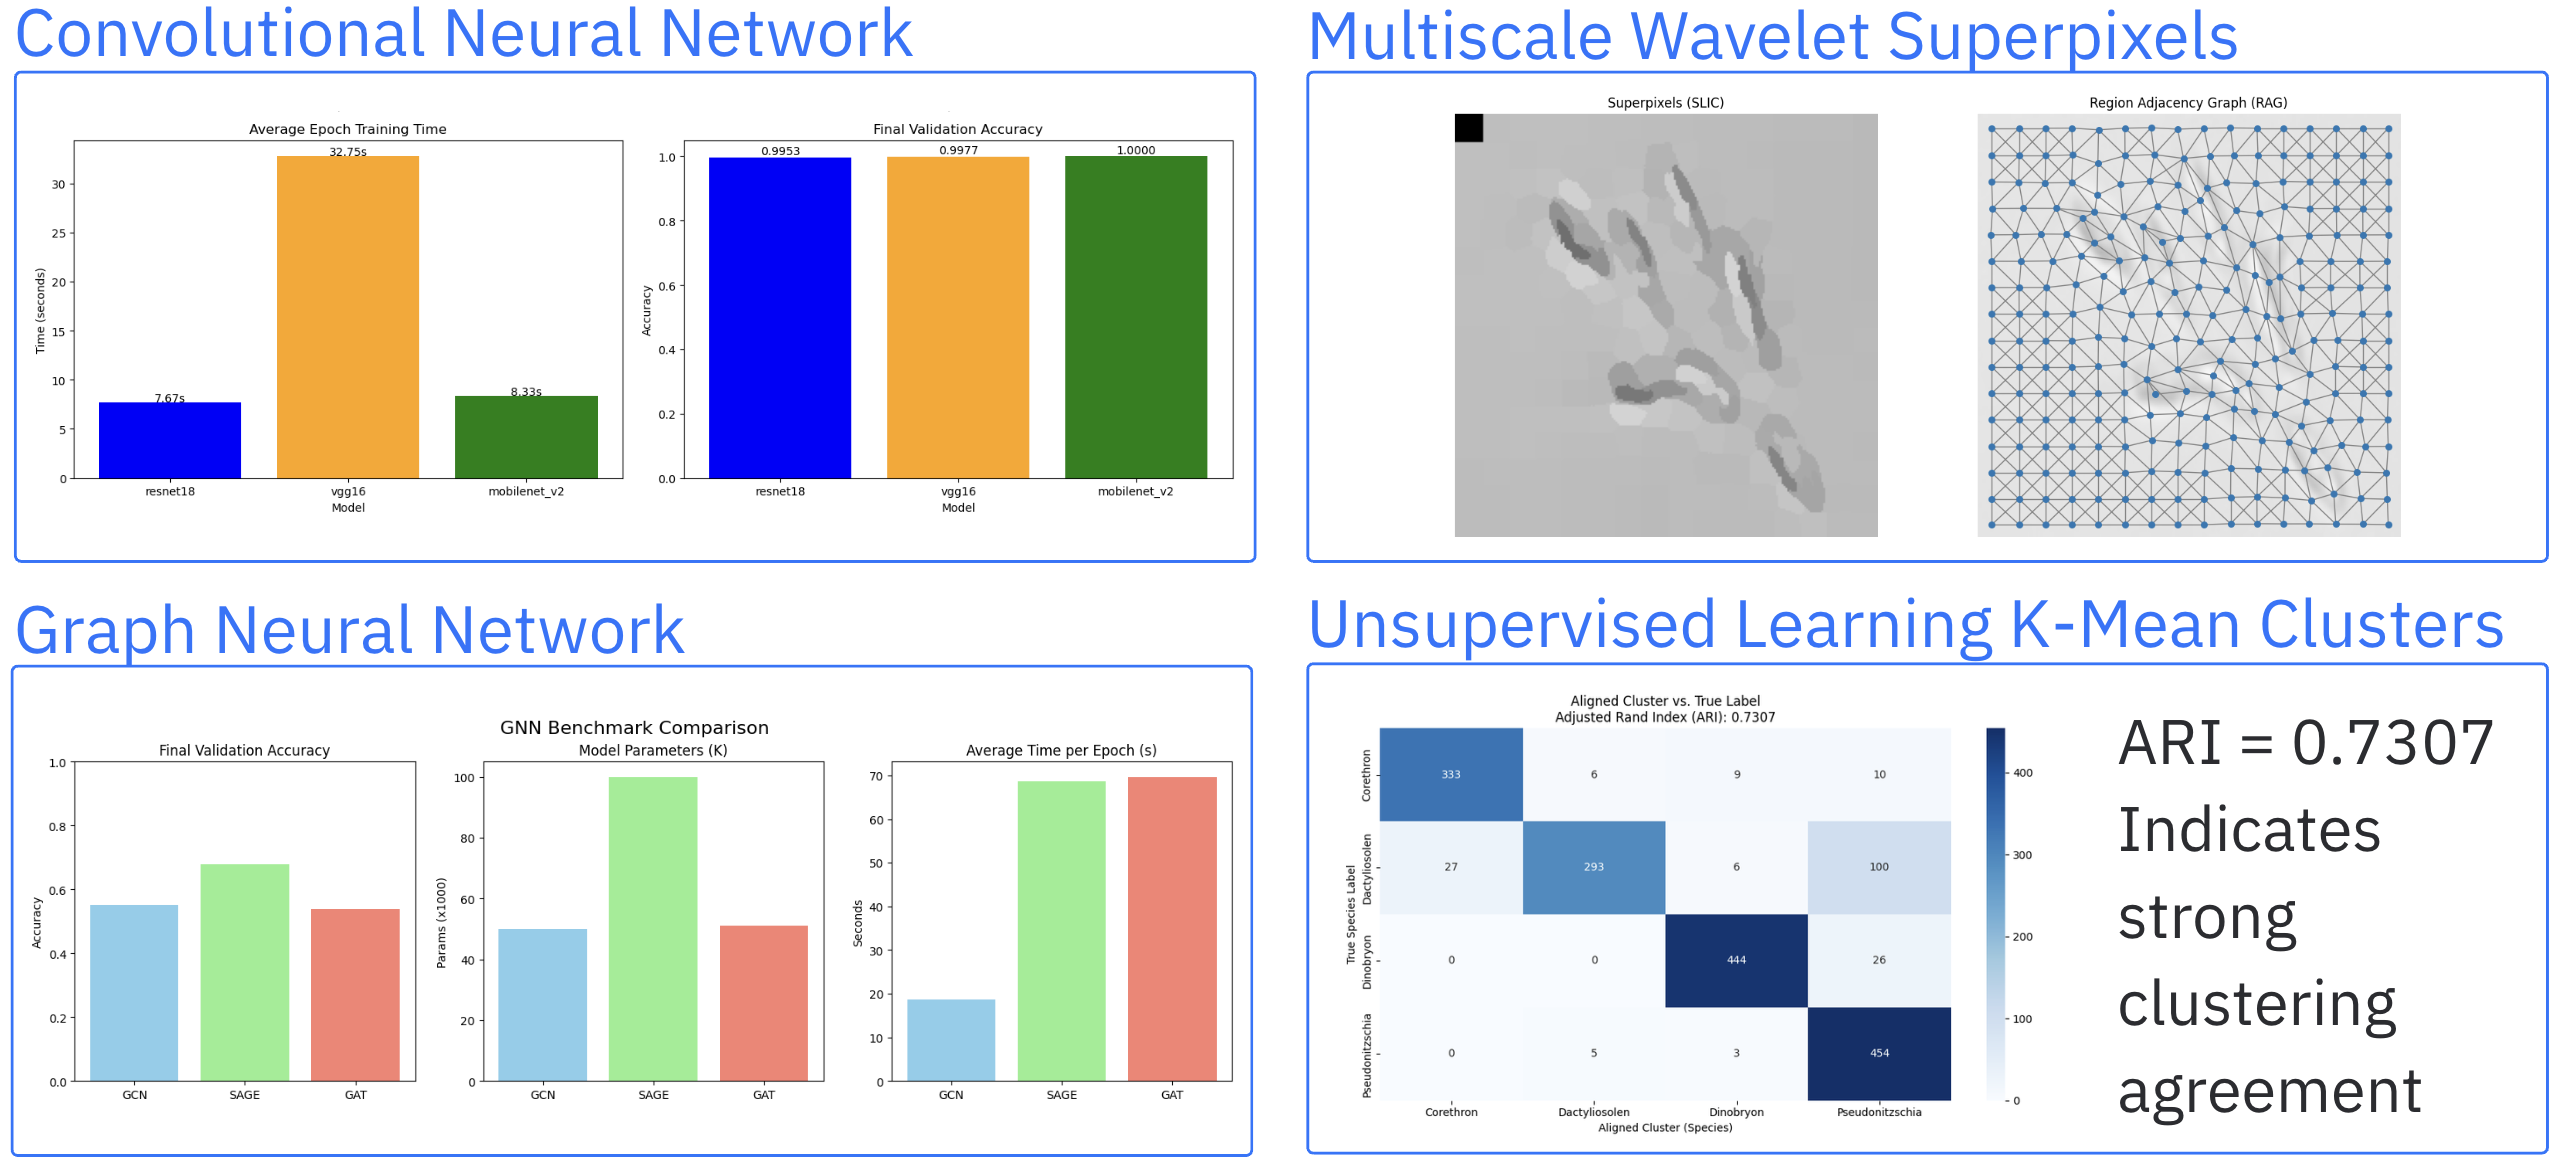 Convolutional Neural Network
Average Epoch Training Time
Time (seconds)
30
25
20
15
10
5
0
32.75s
7.67s
8.33s
resnet18
vgg16
mobilenet_v2
Model
Final Validation Accuracy
Accuracy
1.0
0.8
0.6
0.4
0.2
0.0
0.9953
0.9977
1.0000
resnet18
vgg16
mobilenet_v2
Model
Multiscale Wavelet Superpixels
Superpixels (SLIC)
Region Adjacency Graph (RAG)
Graph Neural Network
GNN Benchmark Comparison
Final Validation Accuracy
Accuracy
1.0
0.8
0.6
0.4
0.2
0.0
GCN
SAGE
GAT
Model Parameters (K)
Params (x1000)
100
80
60
40
20
0
GCN
SAGE
GAT
Average Time per Epoch (s)
Seconds
70
60
50
40
30
20
10
0
GCN
SAGE
GAT
Unsupervised Learning K-Mean Clusters
Aligned Cluster vs. True Label
Adjusted Rand Index (ARI): 0.7307
True Species Label
Corethron
333 6 9 10
Dactyliosolen
27 293 6 100
Dinobryon
0 0 444 26
Pseudonitzschia
0 5 3 454
Corethron Dactyliosolen Dinobryon Pseudonitzschia
Aligned Cluster (Species)
400
300
200
100
0
ARI = 0.7307
Indicates
strong
clustering
agreement